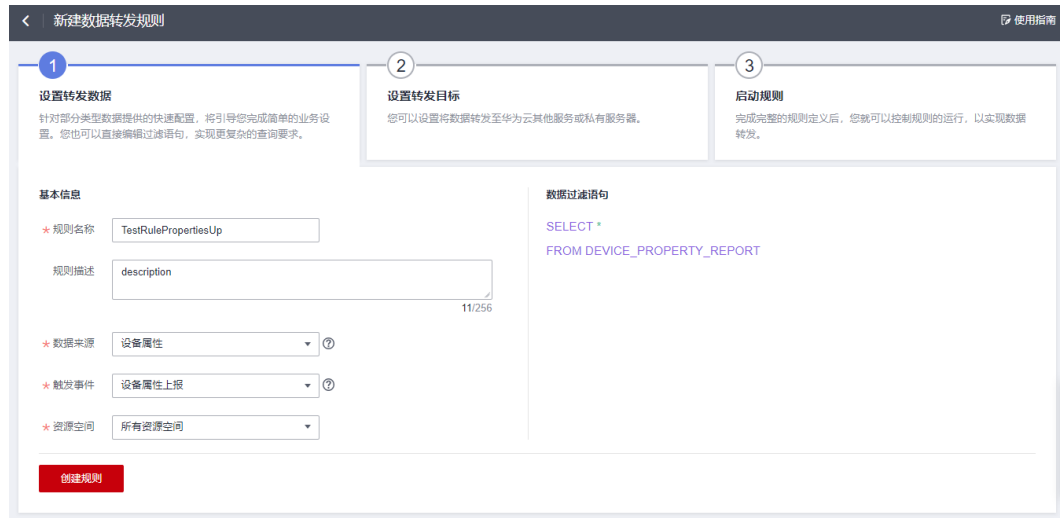 新建数据转发规则
使用指南
1
设置转发数据
针对部分类型数据提供的快速配置，将引导您完成简单的业务设
置。您也可以直接编辑过滤语句，实现更复杂的查询要求。
2
设置转发目标
您可以设置将数据转发至华为云其他服务或私有服务器。
3
启动规则
完成完整的规则定义后，您就可以控制规则的运行，以实现数据
转发。
基本信息
* 规则名称 TestRulePropertiesUp
规则描述 description
11/256
* 数据来源 设备属性
* 触发事件 设备属性上报
* 资源空间 所有资源空间
创建规则
数据过滤语句
SELECT *
FROM DEVICE_PROPERTY_REPORT